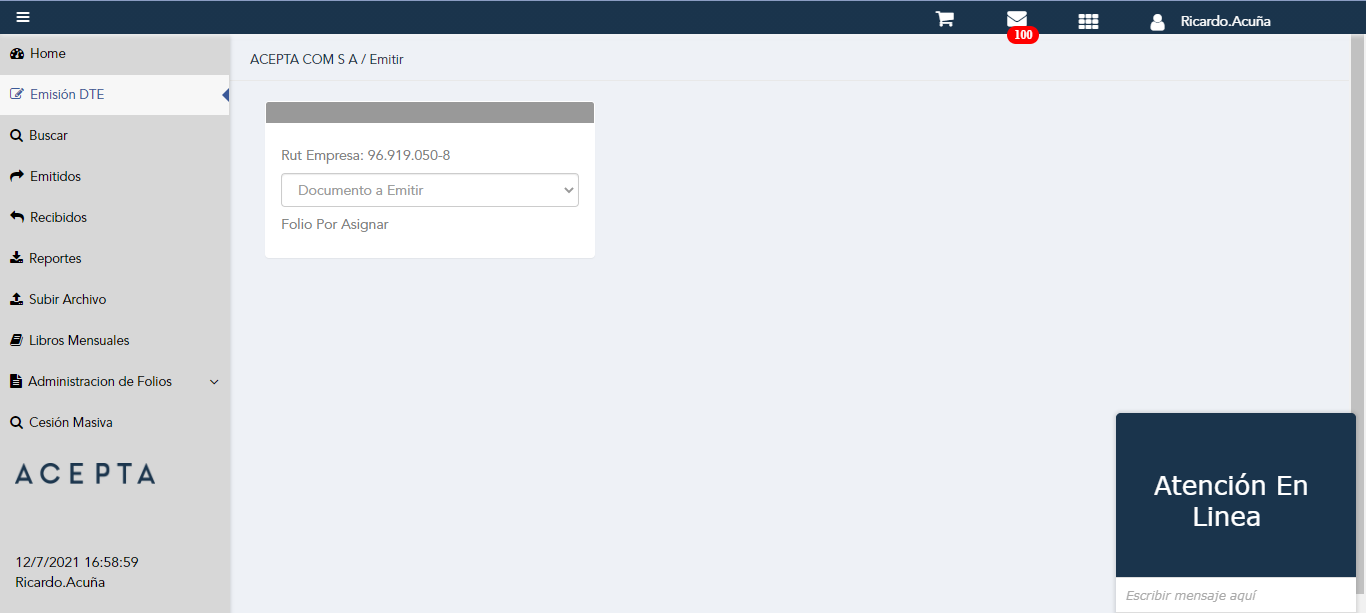 Ricardo.Acuña
100
Home
Emisión DTE
Buscar
Emitidos
Recibidos
Reportes
Subir Archivo
Libros Mensuales
Administracion de Folios
Cesión Masiva
ACEPTA
12/7/2021 16:58:59
Ricardo.Acuña
ACEPTA COM S A / Emitir
Rut Empresa: 96.919.050-8
Documento a Emitir
Folio Por Asignar
Atención En
Linea
Escribir mensaje aquí